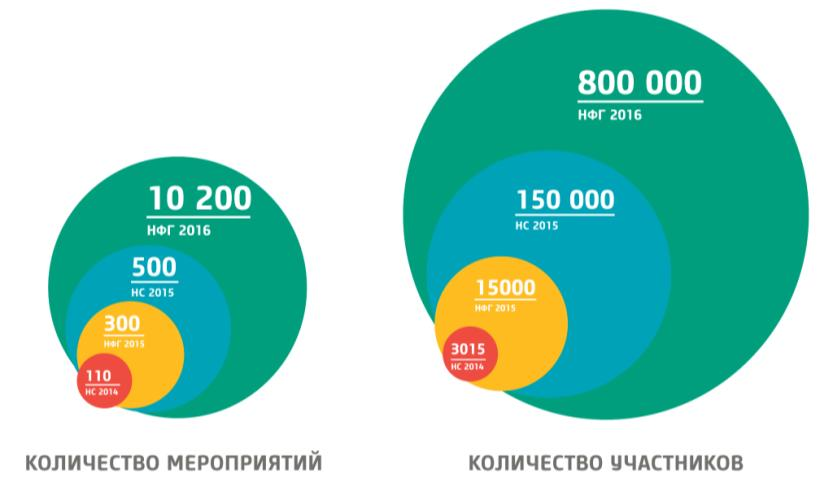 10 200
НФГ 2016
500
НС 2015
300
НФГ 2015
110
НС 2014
КОЛИЧЕСТВО МЕРОПРИЯТИЙ
800 000
НФГ 2016
150 000
НС 2015
15000
НФГ 2015
3015
НС 2014
КОЛИЧЕСТВО УЧАСТНИКОВ